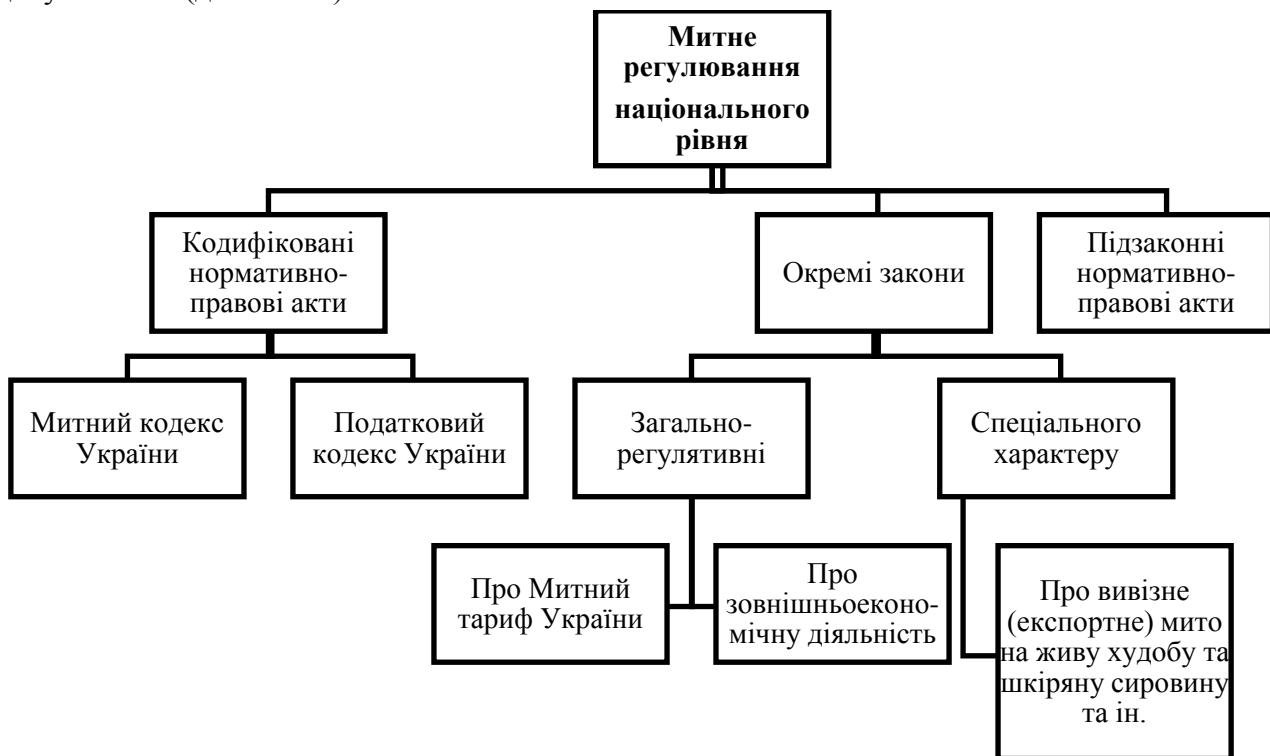 Митне
регулювання
національного
рівня
Кодифіковані
нормативно-
правові акти
Окремі закони
Підзаконні
нормативно-
правові акти
Митний кодекс
України
Податковий
кодекс України
Загально-
регулятивні
Спеціального
характеру
Про Митний
тариф України
Про
зовнішньоеконо-
мічну діяльність
Про вивізне
(експортне) мито
на живу худобу та
шкіряну сировину
та ін.